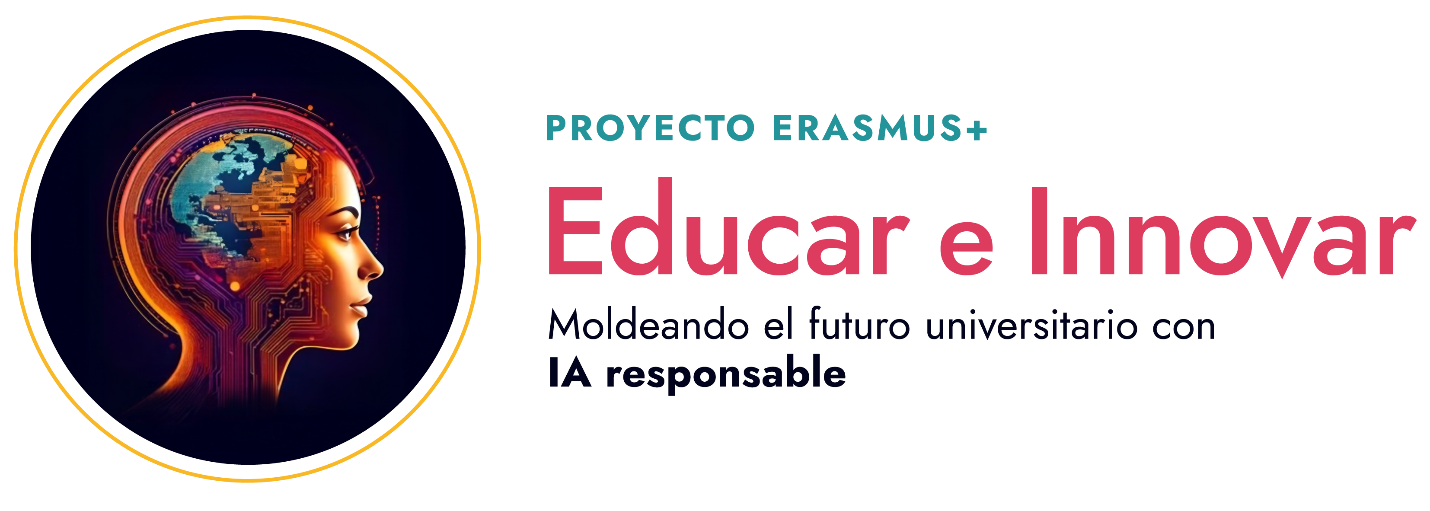 PROYECTO ERASMUS+
Educar e Innovar
Moldeando el futuro universitario con
IA responsable